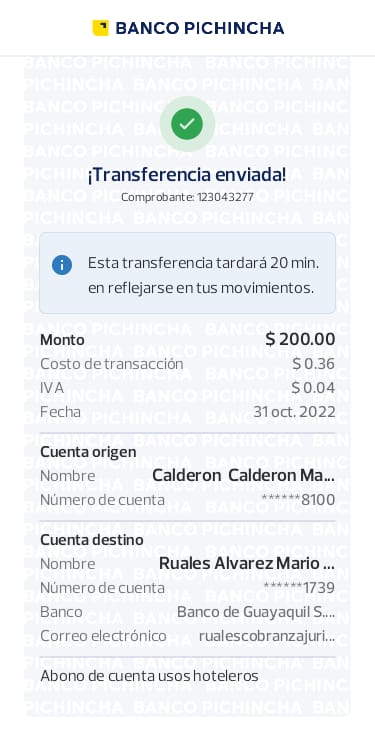 BANCO PICHINCHA
¡Transferencia enviada!
Comprobante: 123043277
Esta transferencia tardará 20 min.
en reflejarse en tus movimientos.
Monto $ 200.00
Costo de transacción $ 0.36
IVA $ 0.04
Fecha 31 oct. 2022
Cuenta origen
Nombre Calderon Calderon Ma...
Número de cuenta ******8100
Cuenta destino
Nombre Ruales Alvarez Mario ...
Número de cuenta ******1739
Banco Banco de Guayaquil S....
Correo electrónico rualescobranzajuri...
Abono de cuenta usos hoteleros